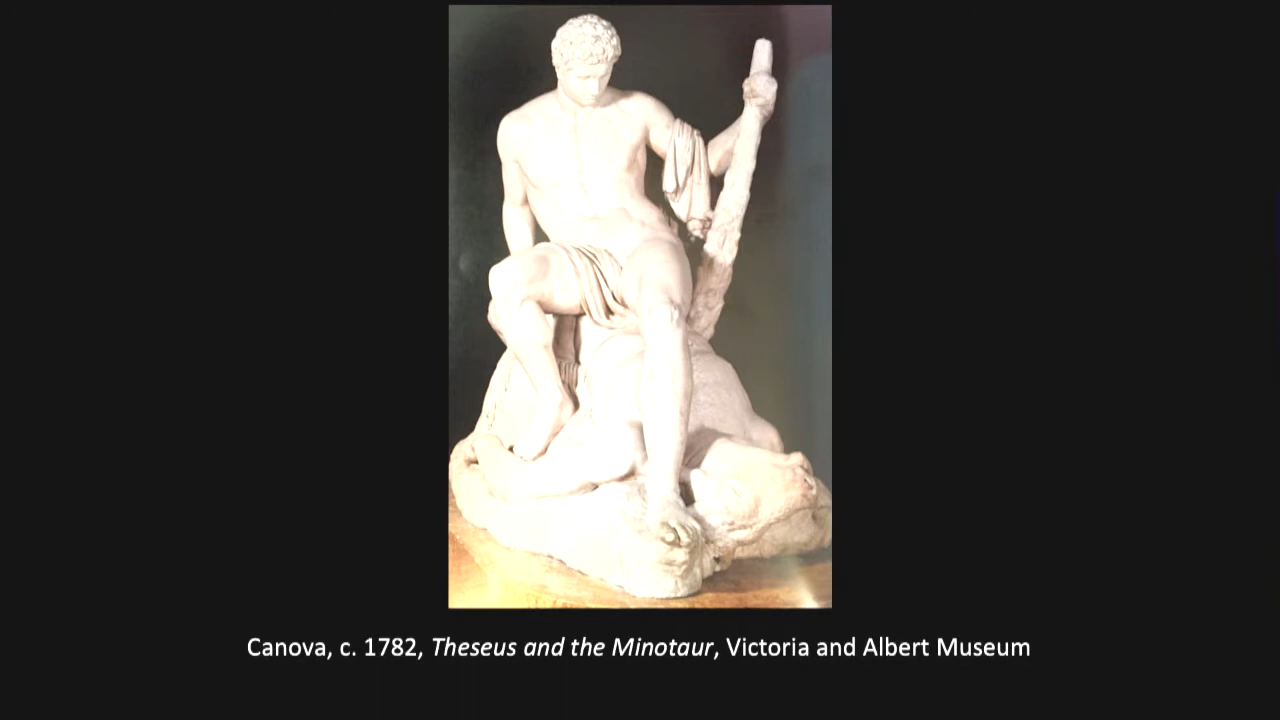 Canova, c. 1782, Theseus and the Minotaur, Victoria and Albert Museum